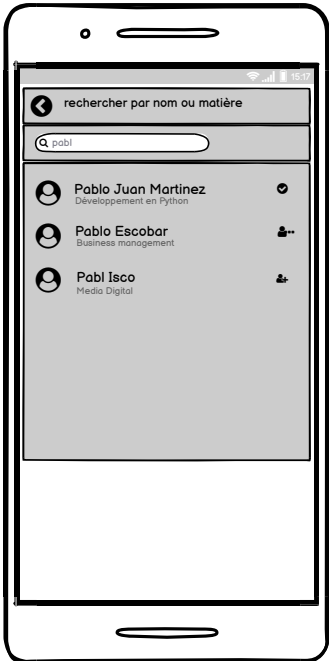 15:17
rechercher par nom ou matière
pabl
Pablo Juan Martinez
Développement en Python
Pablo Escobar
Business management
Pabl Isco
Media Digital